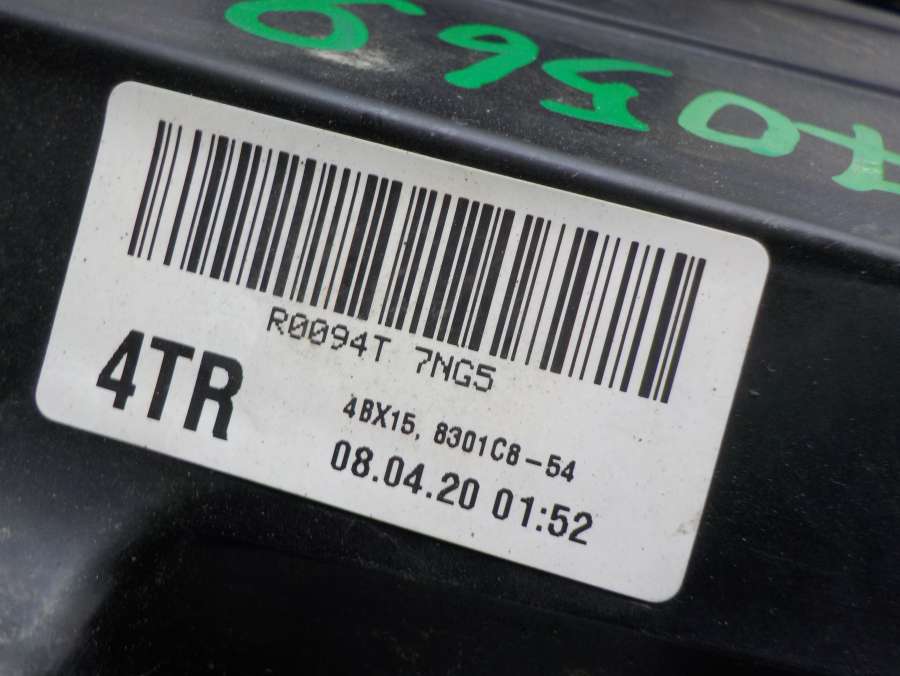 R0094T 7NG5
4TR
4BX15, 8301C8-54
08.04.20 01:52